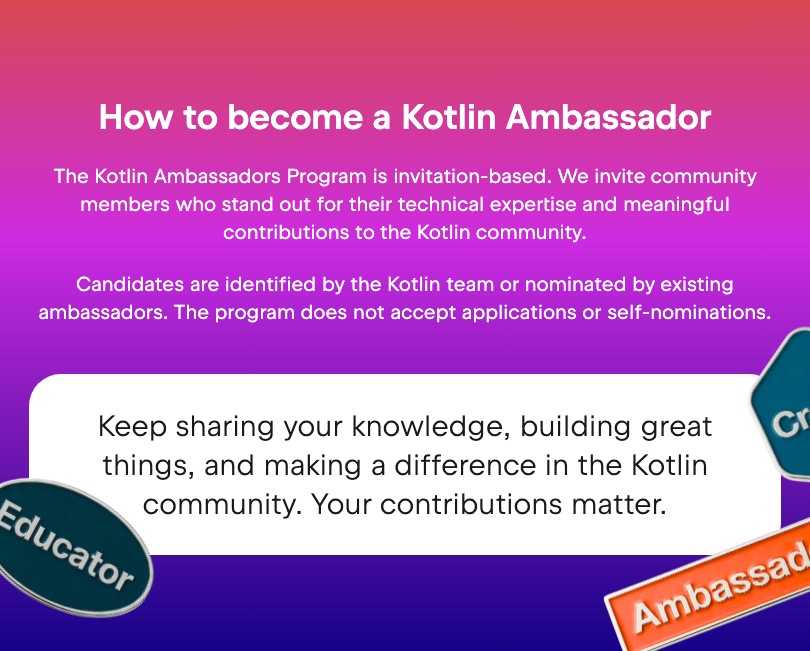 How to become a Kotlin Ambassador
The Kotlin Ambassadors Program is invitation-based. We invite community
members who stand out for their technical expertise and meaningful
contributions to the Kotlin community.
Candidates are identified by the Kotlin team or nominated by existing
ambassadors. The program does not accept applications or self-nominations.
Keep sharing your knowledge, building great
things, and making a difference in the Kotlin
community. Your contributions matter.
Educator
Cr
Ambassad